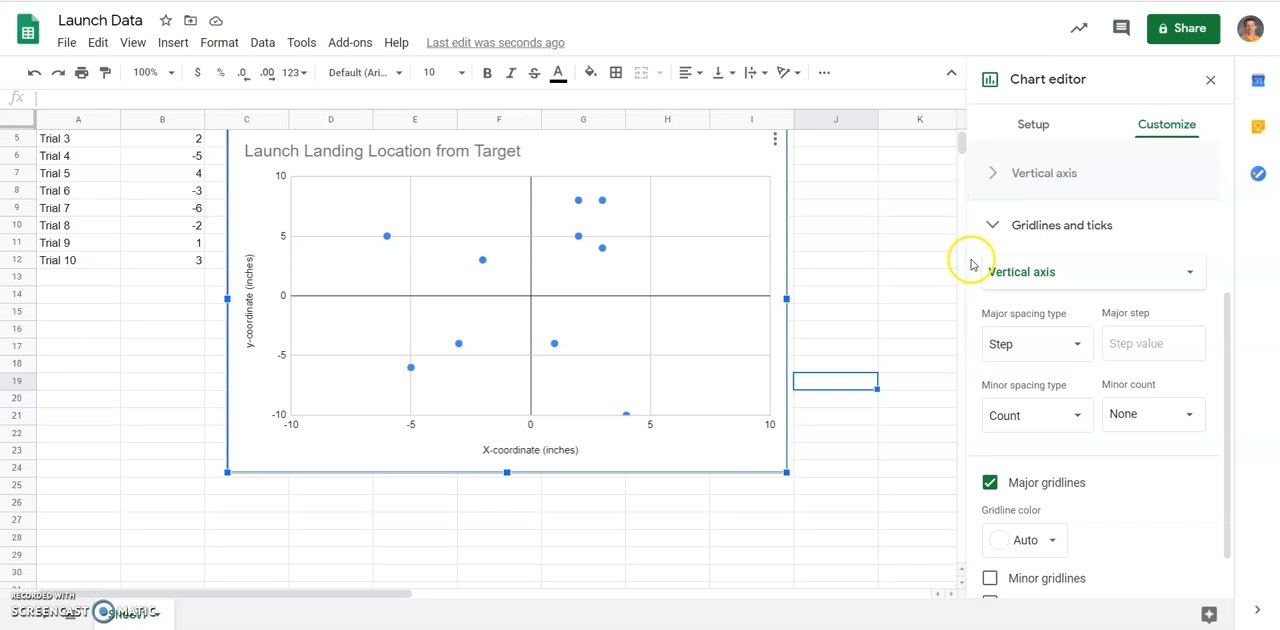 Launch Data
File Edit View Insert Format Data Tools Add-ons Help Last edit was seconds ago
Share
100% $ % .0 .00 123 Default (Ari... 10 B I S A
fx
Chart editor
Setup Customize
A B C D E F G H I J K
5 Trial 3 2
6 Trial 4 -5
7 Trial 5 4
8 Trial 6 -3
9 Trial 7 -6
10 Trial 8 -2
11 Trial 9 1
12 Trial 10 3
13
14
15
16
17
18
19
20
21
22
23
24
25
26
27
28
29
30
Launch Landing Location from Target
10
5
0
-5
-10
y-coordinate (inches)
-10 -5 0 5 10
X-coordinate (inches)
Vertical axis
Gridlines and ticks
Vertical axis
Major spacing type Major step
Step Step value
Minor spacing type Minor count
Count None
Major gridlines
Gridline color
Auto
Minor gridlines
31
RECORDED WITH
SCREENCAST MATIC